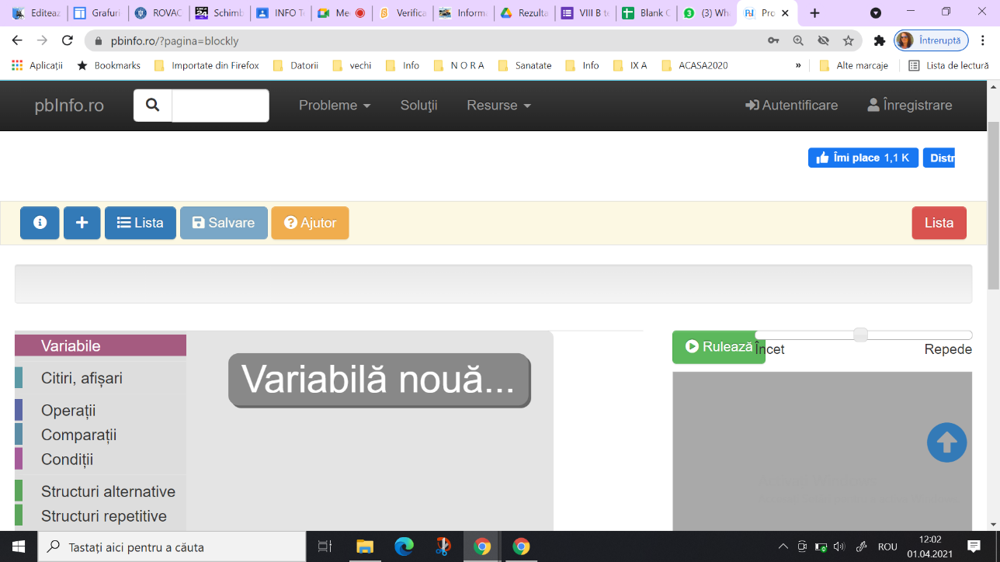 Editeaz
Grafuri
ROVAC
Schimb
INFO T
Me
Verifica
Inform
Rezulta
VIII B t
Blank C
(3) Wh
Pro
pbinfo.ro/?pagina=blockly
Întreruptă
Aplicații
Bookmarks
Importate din Firefox
Datorii
vechi
Info
N O R A
Sanatate
Info
IX A
ACASA2020
»
Alte marcaje
Lista de lectură
pbInfo.ro
Probleme
Soluţii
Resurse
Autentificare
Înregistrare
Îmi place 1,1 K
Distr
Lista
Salvare
Ajutor
Lista
Variabile
Citiri, afișari
Operații
Comparații
Condiții
Structuri alternative
Structuri repetitive
Variabilă nouă...
Rulează
Încet
Repede
Tastați aici pentru a căuta
ROU
12:02
01.04.2021